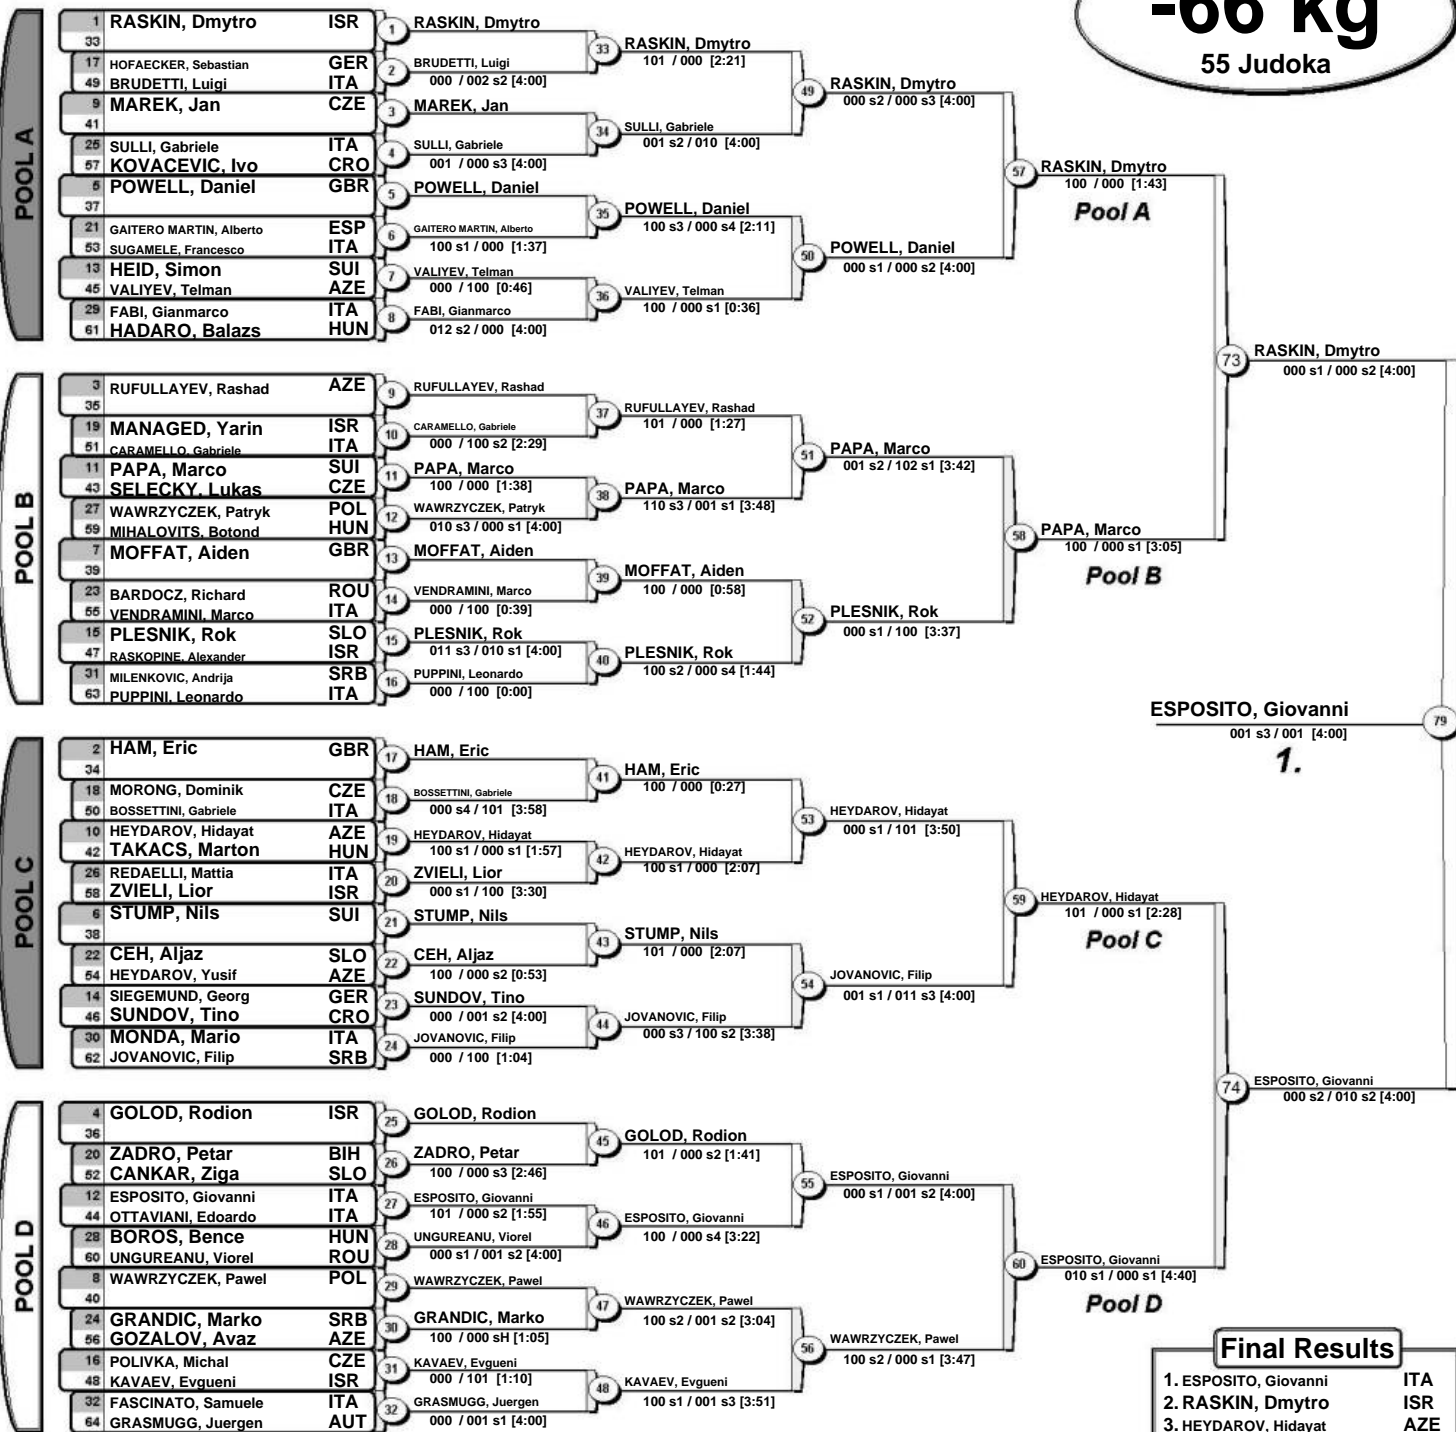 -66 kg
55 Judoka
POOL A
1 RASKIN, Dmytro ISR
33
17 HOFAECKER, Sebastian GER
49 BRUDETTI, Luigi ITA
9 MAREK, Jan CZE
41
25 SULLI, Gabriele ITA
57 KOVACEVIC, Ivo CRO
5 POWELL, Daniel GBR
37
21 GAITERO MARTIN, Alberto ESP
53 SUGAMELE, Francesco ITA
13 HEID, Simon SUI
45 VALIYEV, Telman AZE
29 FABI, Gianmarco ITA
61 HADARO, Balazs HUN
1 RASKIN, Dmytro
2 BRUDETTI, Luigi
000 / 002 s2 [4:00]
3 MAREK, Jan
4 SULLI, Gabriele
001 / 000 s3 [4:00]
5 POWELL, Daniel
6 GAITERO MARTIN, Alberto
100 s1 / 000 [1:37]
7 VALIYEV, Telman
000 / 100 [0:46]
8 FABI, Gianmarco
012 s2 / 000 [4:00]
33 RASKIN, Dmytro
101 / 000 [2:21]
34 SULLI, Gabriele
001 s2 / 010 [4:00]
35 POWELL, Daniel
100 s3 / 000 s4 [2:11]
36 VALIYEV, Telman
100 / 000 s1 [0:36]
49 RASKIN, Dmytro
000 s2 / 000 s3 [4:00]
50 POWELL, Daniel
000 s1 / 000 s2 [4:00]
57 RASKIN, Dmytro
100 / 000 [1:43]
Pool A
POOL B
3 RUFULLAYEV, Rashad AZE
35
19 MANAGED, Yarin ISR
51 CARAMELLO, Gabriele ITA
11 PAPA, Marco SUI
43 SELECKY, Lukas CZE
27 WAWRZYCZEK, Patryk POL
59 MIHALOVITS, Botond HUN
7 MOFFAT, Aiden GBR
39
23 BARDOCZ, Richard ROU
55 VENDRAMINI, Marco ITA
15 PLESNIK, Rok SLO
47 RASKOPINE, Alexander ISR
31 MILENKOVIC, Andrija SRB
63 PUPPINI, Leonardo ITA
9 RUFULLAYEV, Rashad
10 CARAMELLO, Gabriele
000 / 100 s2 [2:29]
11 PAPA, Marco
100 / 000 [1:38]
12 WAWRZYCZEK, Patryk
010 s3 / 000 s1 [4:00]
13 MOFFAT, Aiden
14 VENDRAMINI, Marco
000 / 100 [0:39]
15 PLESNIK, Rok
011 s3 / 010 s1 [4:00]
16 PUPPINI, Leonardo
000 / 100 [0:00]
37 RUFULLAYEV, Rashad
101 / 000 [1:27]
38 PAPA, Marco
110 s3 / 001 s1 [3:48]
39 MOFFAT, Aiden
100 / 000 [0:58]
40 PLESNIK, Rok
100 s2 / 000 s4 [1:44]
51 PAPA, Marco
001 s2 / 102 s1 [3:42]
52 PLESNIK, Rok
000 s1 / 100 [3:37]
58 PAPA, Marco
100 / 000 s1 [3:05]
Pool B
73 RASKIN, Dmytro
000 s1 / 000 s2 [4:00]
ESPOSITO, Giovanni 79
001 s3 / 001 [4:00]
1.
POOL C
2 HAM, Eric GBR
34
18 MORONG, Dominik CZE
50 BOSSETTINI, Gabriele ITA
10 HEYDAROV, Hidayat AZE
42 TAKACS, Marton HUN
26 REDAELLI, Mattia ITA
58 ZVIELI, Lior ISR
6 STUMP, Nils SUI
38
22 CEH, Aljaz SLO
54 HEYDAROV, Yusif AZE
14 SIEGEMUND, Georg GER
46 SUNDOV, Tino CRO
30 MONDA, Mario ITA
62 JOVANOVIC, Filip SRB
17 HAM, Eric
18 BOSSETTINI, Gabriele
000 s4 / 101 [3:58]
19 HEYDAROV, Hidayat
100 s1 / 000 s1 [1:57]
20 ZVIELI, Lior
000 s1 / 100 [3:30]
21 STUMP, Nils
22 CEH, Aljaz
100 / 000 s2 [0:53]
23 SUNDOV, Tino
000 / 001 s2 [4:00]
24 JOVANOVIC, Filip
000 / 100 [1:04]
41 HAM, Eric
100 / 000 [0:27]
42 HEYDAROV, Hidayat
100 s1 / 000 [2:07]
43 STUMP, Nils
101 / 000 [2:07]
44 JOVANOVIC, Filip
000 s3 / 100 s2 [3:38]
53 HEYDAROV, Hidayat
000 s1 / 101 [3:50]
54 JOVANOVIC, Filip
001 s1 / 011 s3 [4:00]
59 HEYDAROV, Hidayat
101 / 000 s1 [2:28]
Pool C
POOL D
4 GOLOD, Rodion ISR
36
20 ZADRO, Petar BIH
52 CANKAR, Ziga SLO
12 ESPOSITO, Giovanni ITA
44 OTTAVIANI, Edoardo ITA
28 BOROS, Bence HUN
60 UNGUREANU, Viorel ROU
8 WAWRZYCZEK, Pawel POL
40
24 GRANDIC, Marko SRB
56 GOZALOV, Avaz AZE
16 POLIVKA, Michal CZE
48 KAVAEV, Evgueni ISR
32 FASCINATO, Samuele ITA
64 GRASMUGG, Juergen AUT
25 GOLOD, Rodion
26 ZADRO, Petar
100 / 000 s3 [2:46]
27 ESPOSITO, Giovanni
101 / 000 s2 [1:55]
28 UNGUREANU, Viorel
000 s1 / 001 s2 [4:00]
29 WAWRZYCZEK, Pawel
30 GRANDIC, Marko
100 / 000 sH [1:05]
31 KAVAEV, Evgueni
000 / 101 [1:10]
32 GRASMUGG, Juergen
000 / 001 s1 [4:00]
45 GOLOD, Rodion
101 / 000 s2 [1:41]
46 ESPOSITO, Giovanni
100 / 000 s4 [3:22]
47 WAWRZYCZEK, Pawel
100 s2 / 001 s2 [3:04]
48 KAVAEV, Evgueni
100 s1 / 001 s3 [3:51]
55 ESPOSITO, Giovanni
000 s1 / 001 s2 [4:00]
56 WAWRZYCZEK, Pawel
100 s2 / 000 s1 [3:47]
60 ESPOSITO, Giovanni
010 s1 / 000 s1 [4:40]
Pool D
74 ESPOSITO, Giovanni
000 s2 / 010 s2 [4:00]
Final Results
1. ESPOSITO, Giovanni ITA
2. RASKIN, Dmytro ISR
3. HEYDAROV, Hidayat AZE